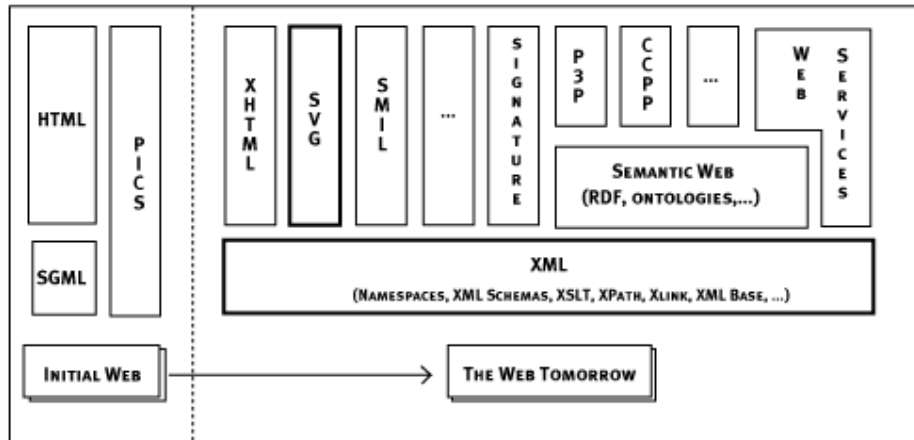 HTML
PICS
SGML
XHTML
SVG
SMIL
...
SIGNATURE
P3P
CCPP
...
WEB SERVICES
SEMANTIC WEB
(RDF, ONTOLOGIES,...)
XML
(NAMESPACES, XML SCHEMAS, XSLT, XPATH, XLINK, XML BASE, ...)
INITIAL WEB
THE WEB TOMORROW